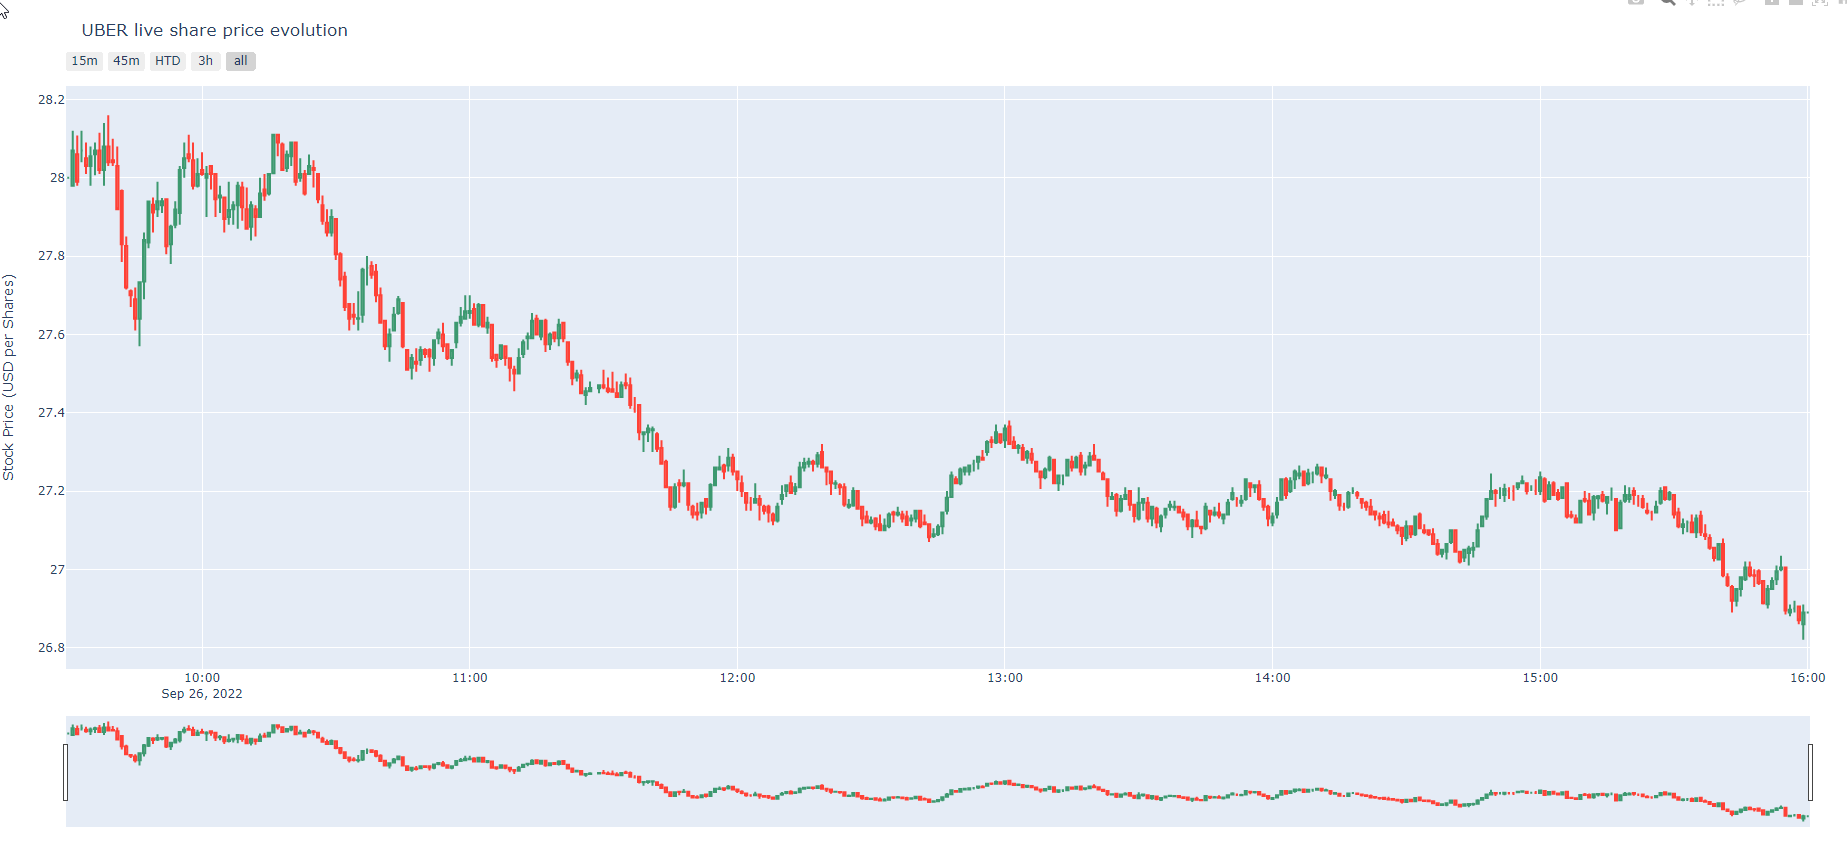 UBER live share price evolution
15m 45m HTD 3h all
Stock Price (USD per Shares)
28.2
28
27.8
27.6
27.4
27.2
27
26.8
10:00 11:00 12:00 13:00 14:00 15:00 16:00
Sep 26, 2022